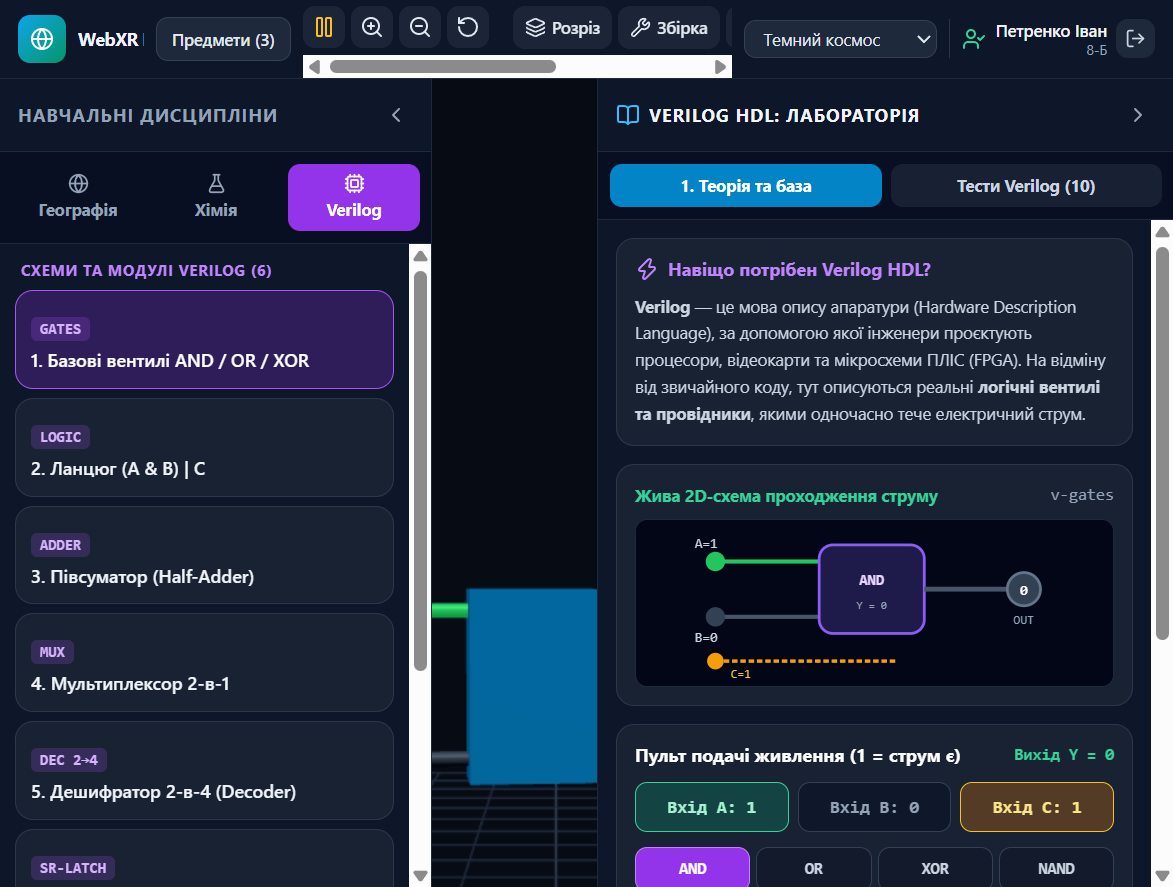 WebXR
Предмети (3)
Розріз
Збірка
Темний космос
Петренко Іван
8-Б
НАВЧАЛЬНІ ДИСЦИПЛІНИ
Географія
Хімія
Verilog
СХЕМИ ТА МОДУЛІ VERILOG (6)
GATES
1. Базові вентилі AND / OR / XOR
LOGIC
2. Ланцюг (A & B) | C
ADDER
3. Півсуматор (Half-Adder)
MUX
4. Мультиплексор 2-в-1
DEC 2→4
5. Дешифратор 2-в-4 (Decoder)
SR-LATCH
VERILOG HDL: ЛАБОРАТОРІЯ
1. Теорія та база
Тести Verilog (10)
Навіщо потрібен Verilog HDL?
Verilog — це мова опису апаратури (Hardware Description
Language), за допомогою якої інженери проєктують
процесори, відеокарти та мікросхеми ПЛІС (FPGA). На відміну
від звичайного коду, тут описуються реальні логічні вентилі
та провідники, якими одночасно тече електричний струм.
Жива 2D-схема проходження струму
v-gates
A=1
AND
Y = 0
0
OUT
B=0
C=1
Пульт подачі живлення (1 = струм є)
Вихід Y = 0
Вхід A: 1
Вхід B: 0
Вхід C: 1
AND
OR
XOR
NAND